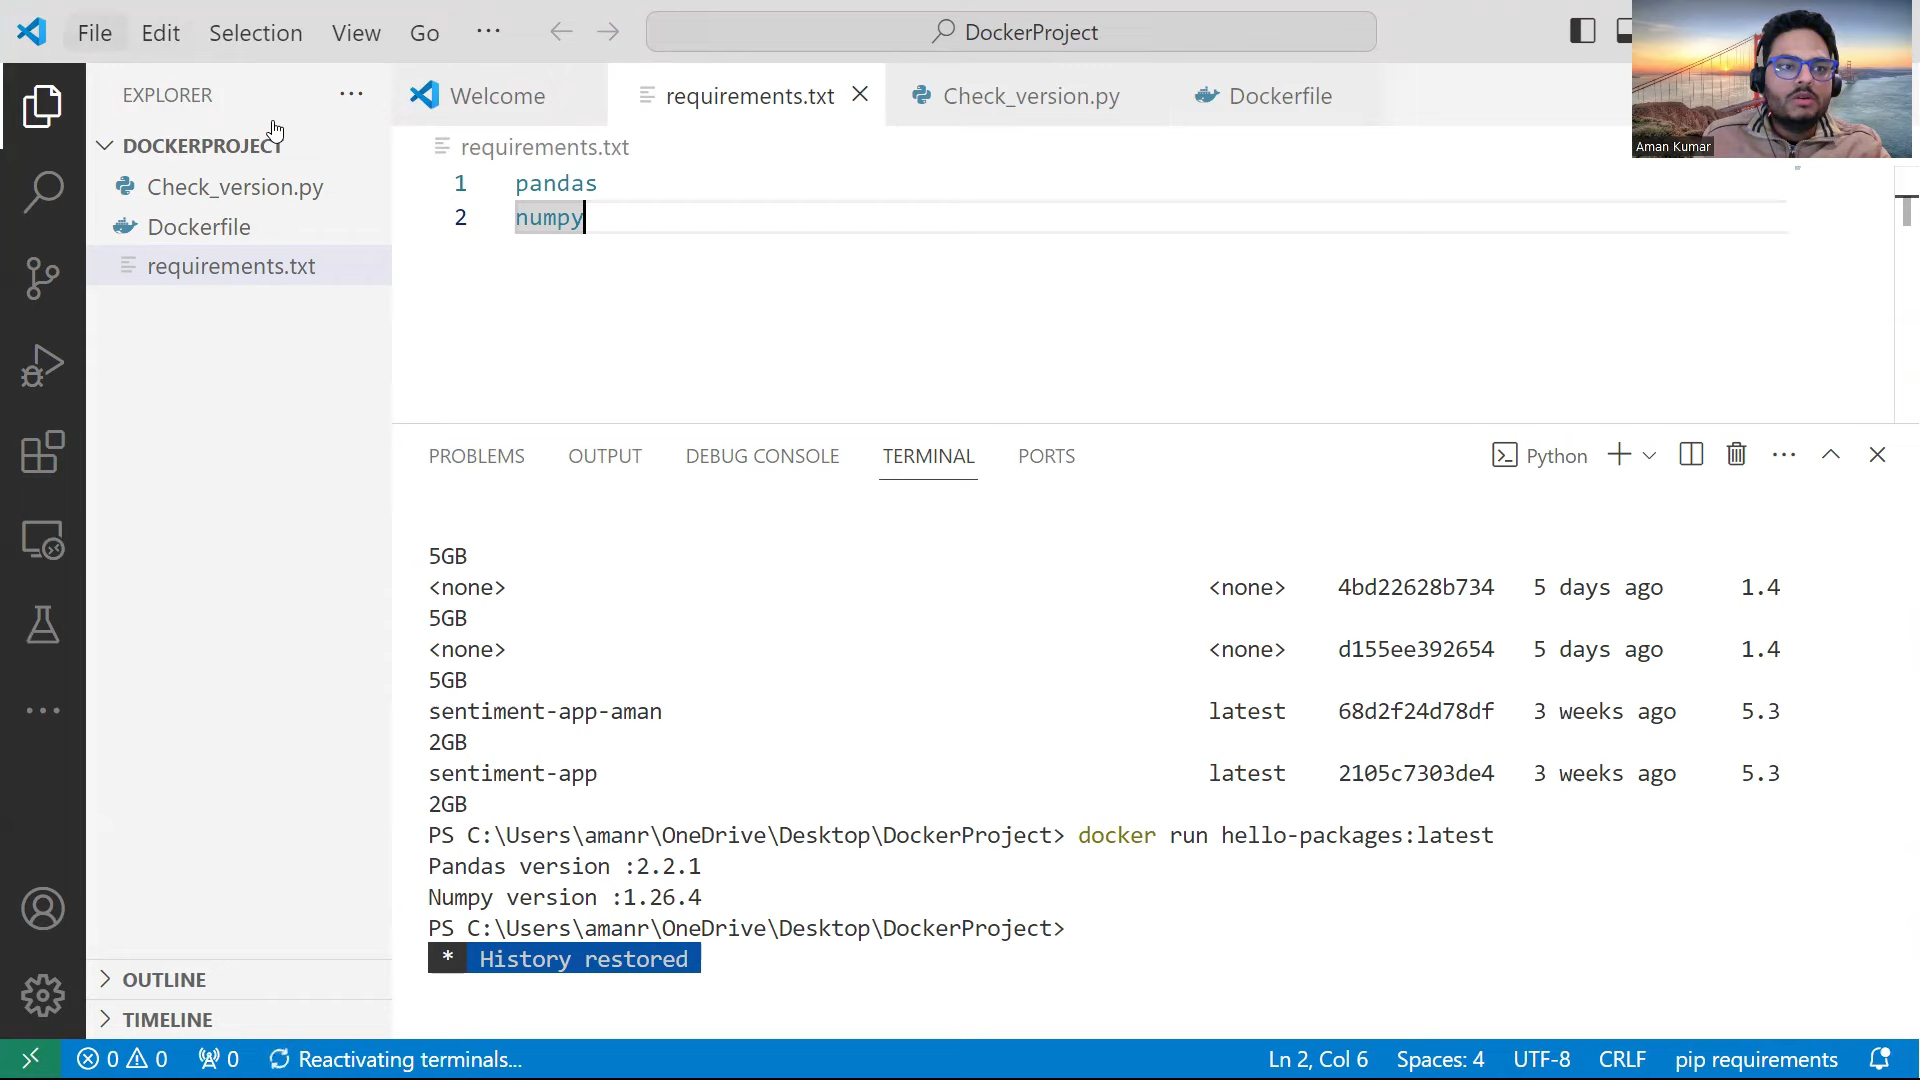 File Edit Selection View Go ... DockerProject
EXPLORER ...
Welcome requirements.txt Check_version.py Dockerfile
Aman Kumar
DOCKERPROJECT
Check_version.py
Dockerfile
requirements.txt
requirements.txt
1 pandas
2 numpy
PROBLEMS OUTPUT DEBUG CONSOLE TERMINAL PORTS Python
5GB
<none> <none> 4bd22628b734 5 days ago 1.4
5GB
<none> <none> d155ee392654 5 days ago 1.4
5GB
sentiment-app-aman latest 68d2f24d78df 3 weeks ago 5.3
2GB
sentiment-app latest 2105c7303de4 3 weeks ago 5.3
2GB
PS C:\Users\amanr\OneDrive\Desktop\DockerProject> docker run hello-packages:latest
Pandas version :2.2.1
Numpy version :1.26.4
PS C:\Users\amanr\OneDrive\Desktop\DockerProject>
* History restored
OUTLINE
TIMELINE
0 0 0 Reactivating terminals... Ln 2, Col 6 Spaces: 4 UTF-8 CRLF pip requirements